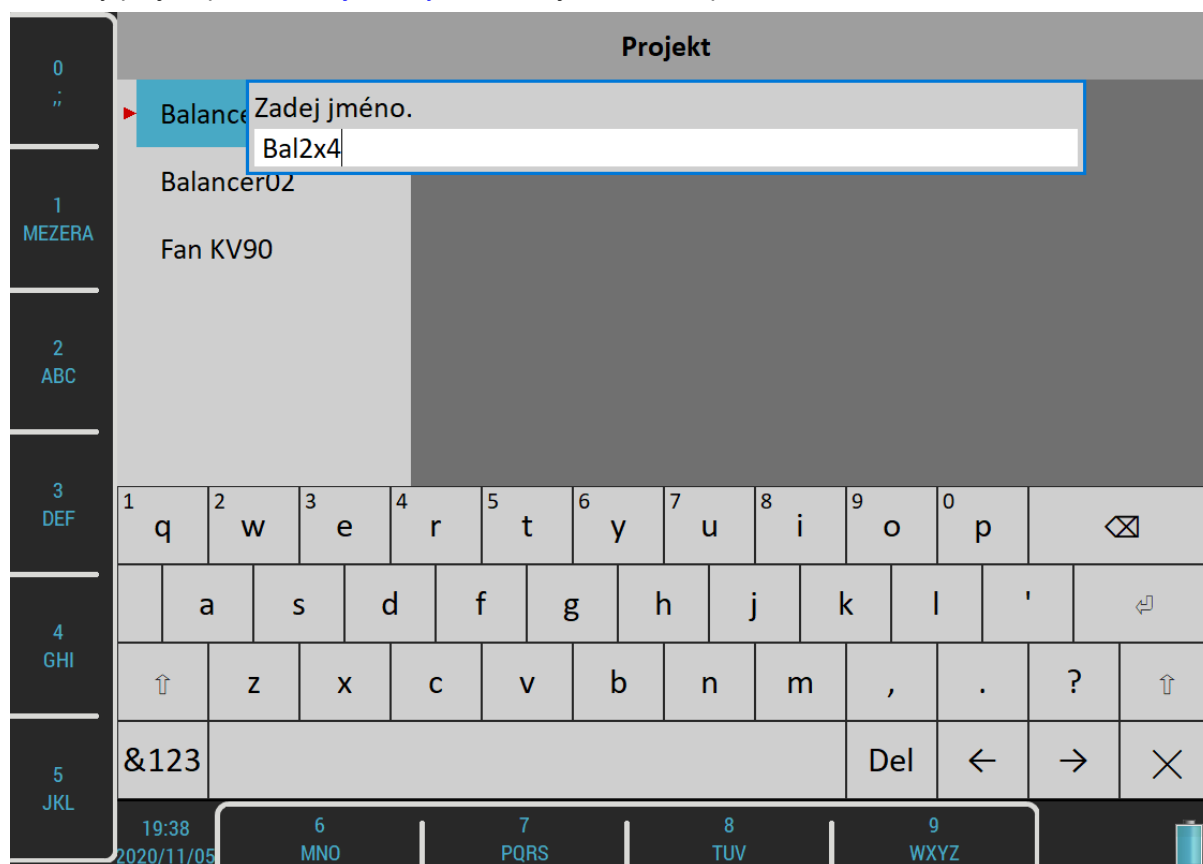 Projekt
0
,;
Balance
Zadej jméno.
Bal2x4
Balancer02
Fan KV90
1
MEZERA
2
ABC
3
DEF
4
GHI
5
JKL
1 q 2 w 3 e 4 r 5 t 6 y 7 u 8 i 9 o 0 p
a s d f g h j k l '
z x c v b n m , . ?
&123 Del ← → ×
19:38
2020/11/05
6
MNO
7
PQRS
8
TUV
9
WXYZ